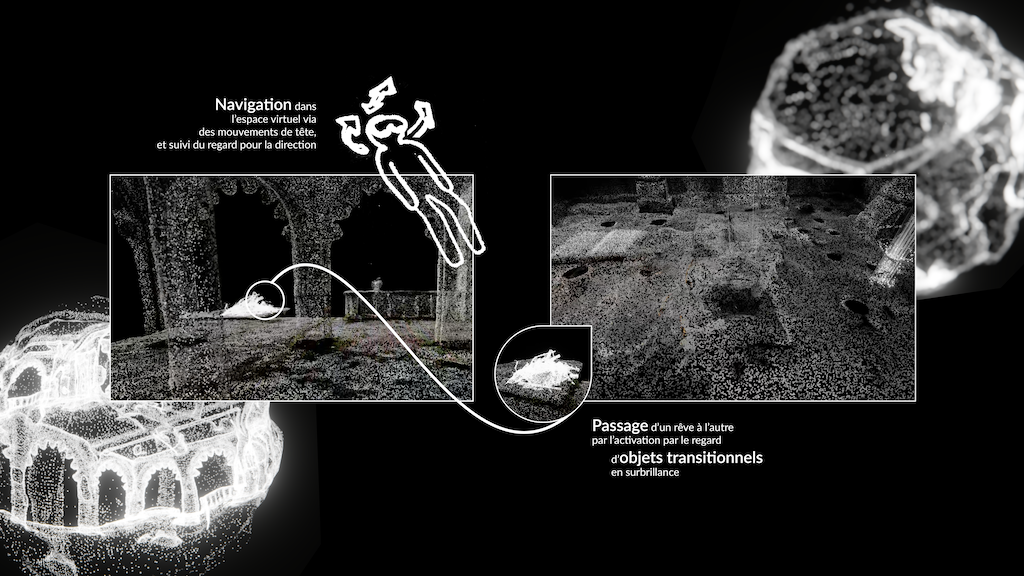 Navigation dans
l'espace virtuel via
des mouvements de tête,
et suivi du regard pour la direction
Passage d'un rêve à l'autre
par l'activation par le regard
d'objets transitionnels
en surbrillance